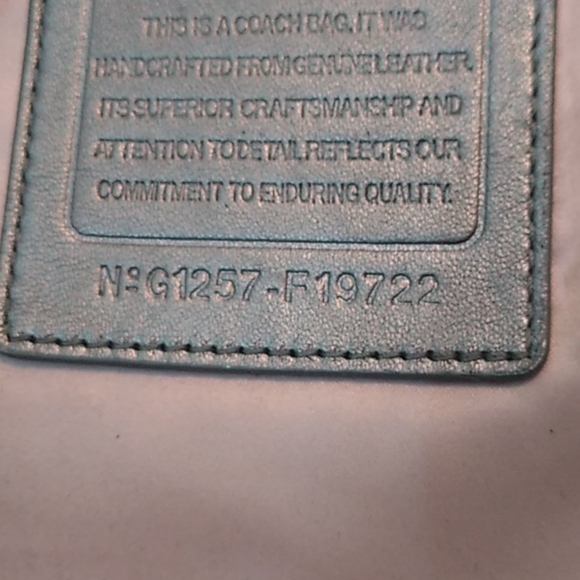 THIS IS A COACH BAG. IT WAS
HANDCRAFTED FROM GENUINE LEATHER.
ITS SUPERIOR CRAFTSMANSHIP AND
ATTENTION TO DETAIL REFLECTS OUR
COMMITMENT TO ENDURING QUALITY.
Nº G1257-F19722